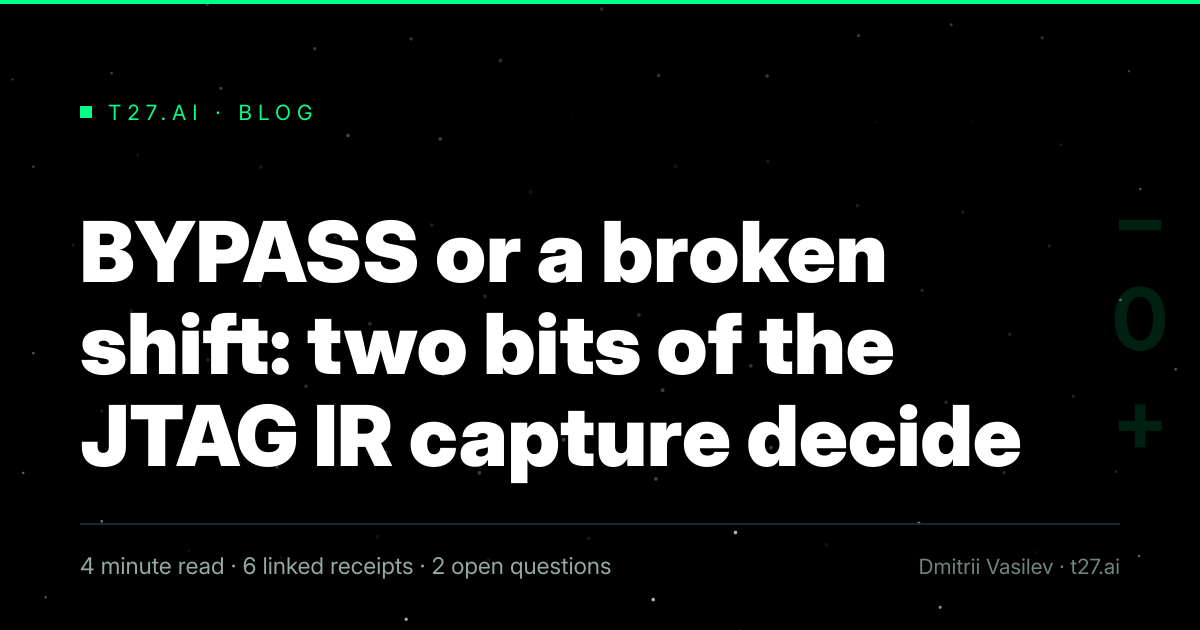 T27.AI · BLOG
BYPASS or a broken
shift: two bits of the
JTAG IR capture decide
−
0
+
4 minute read · 6 linked receipts · 2 open questions
Dmitrii Vasilev · t27.ai